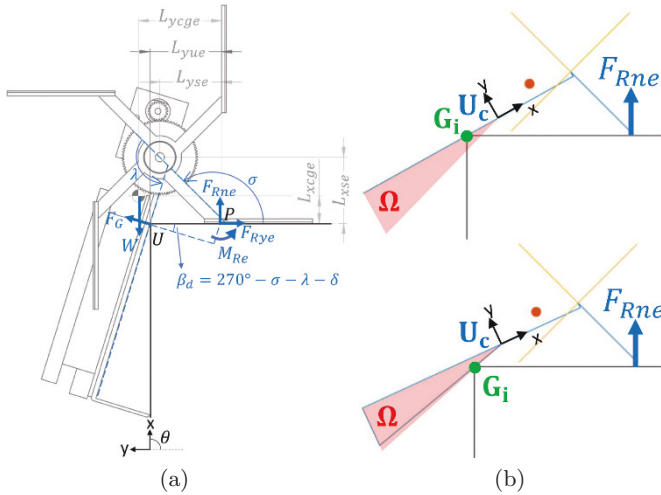 L_ycge
L_yue
L_yse
λ
F_Rne
σ
L_xcge
L_xse
F_G
W
U
P
F_Rye
M_Re
β_d = 270° − σ − λ − δ
x
y
θ
(a)
F_Rne
y
U_c
x
G_i
Ω
F_Rne
y
U_c
x
G_i
Ω
(b)